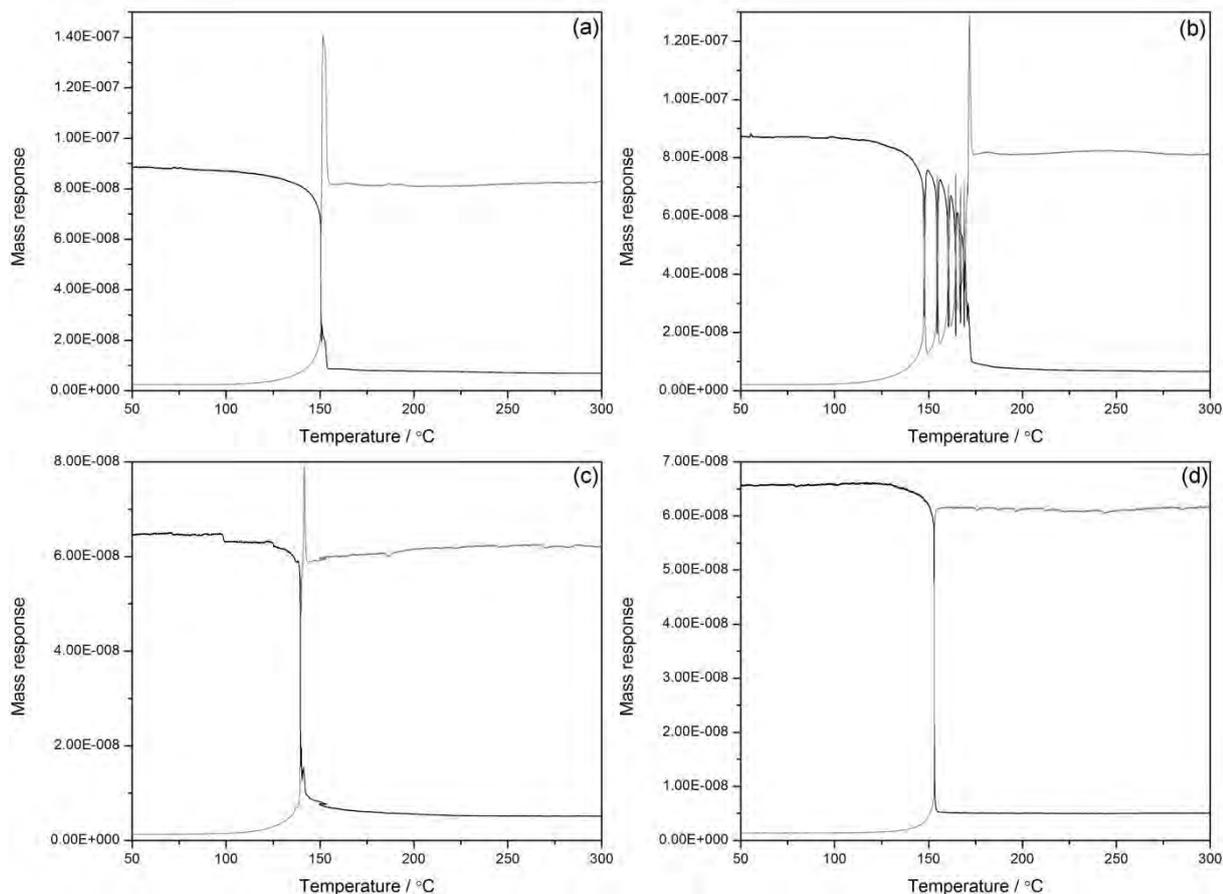 (a)
1.40E-007
1.20E-007
1.00E-007
8.00E-008
6.00E-008
4.00E-008
2.00E-008
0.00E+000
Mass response
50 100 150 200 250 300
Temperature / °C
(b)
1.20E-007
1.00E-007
8.00E-008
6.00E-008
4.00E-008
2.00E-008
0.00E+000
Mass response
50 100 150 200 250 300
Temperature / °C
(c)
8.00E-008
6.00E-008
4.00E-008
2.00E-008
0.00E+000
Mass response
50 100 150 200 250 300
Temperature / °C
(d)
7.00E-008
6.00E-008
5.00E-008
4.00E-008
3.00E-008
2.00E-008
1.00E-008
0.00E+000
Mass response
50 100 150 200 250 300
Temperature / °C